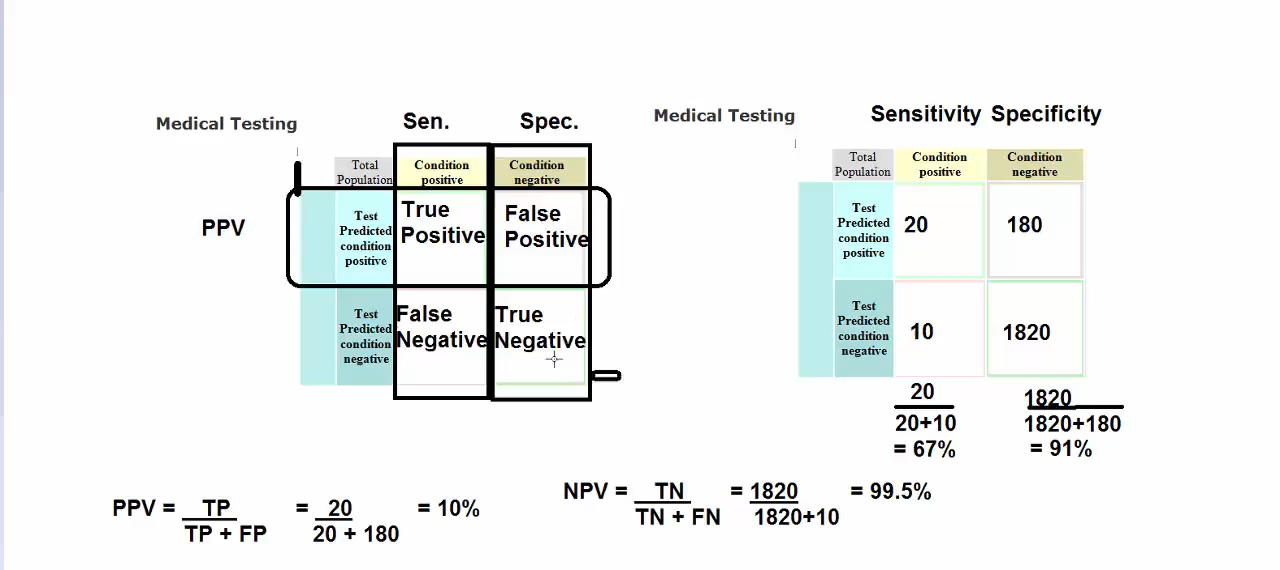 Medical Testing
Sen.
Spec.
Total
Population
Condition
positive
Condition
negative
PPV
Test
Predicted
condition
positive
True
Positive
False
Positive
Test
Predicted
condition
negative
False
Negative
True
Negative
Medical Testing
Sensitivity Specificity
Total
Population
Condition
positive
Condition
negative
Test
Predicted
condition
positive
20
180
Test
Predicted
condition
negative
10
1820
20
20+10
= 67%
1820
1820+180
= 91%
PPV = TP = 20 = 10%
TP + FP 20 + 180
NPV = TN = 1820 = 99.5%
TN + FN 1820+10